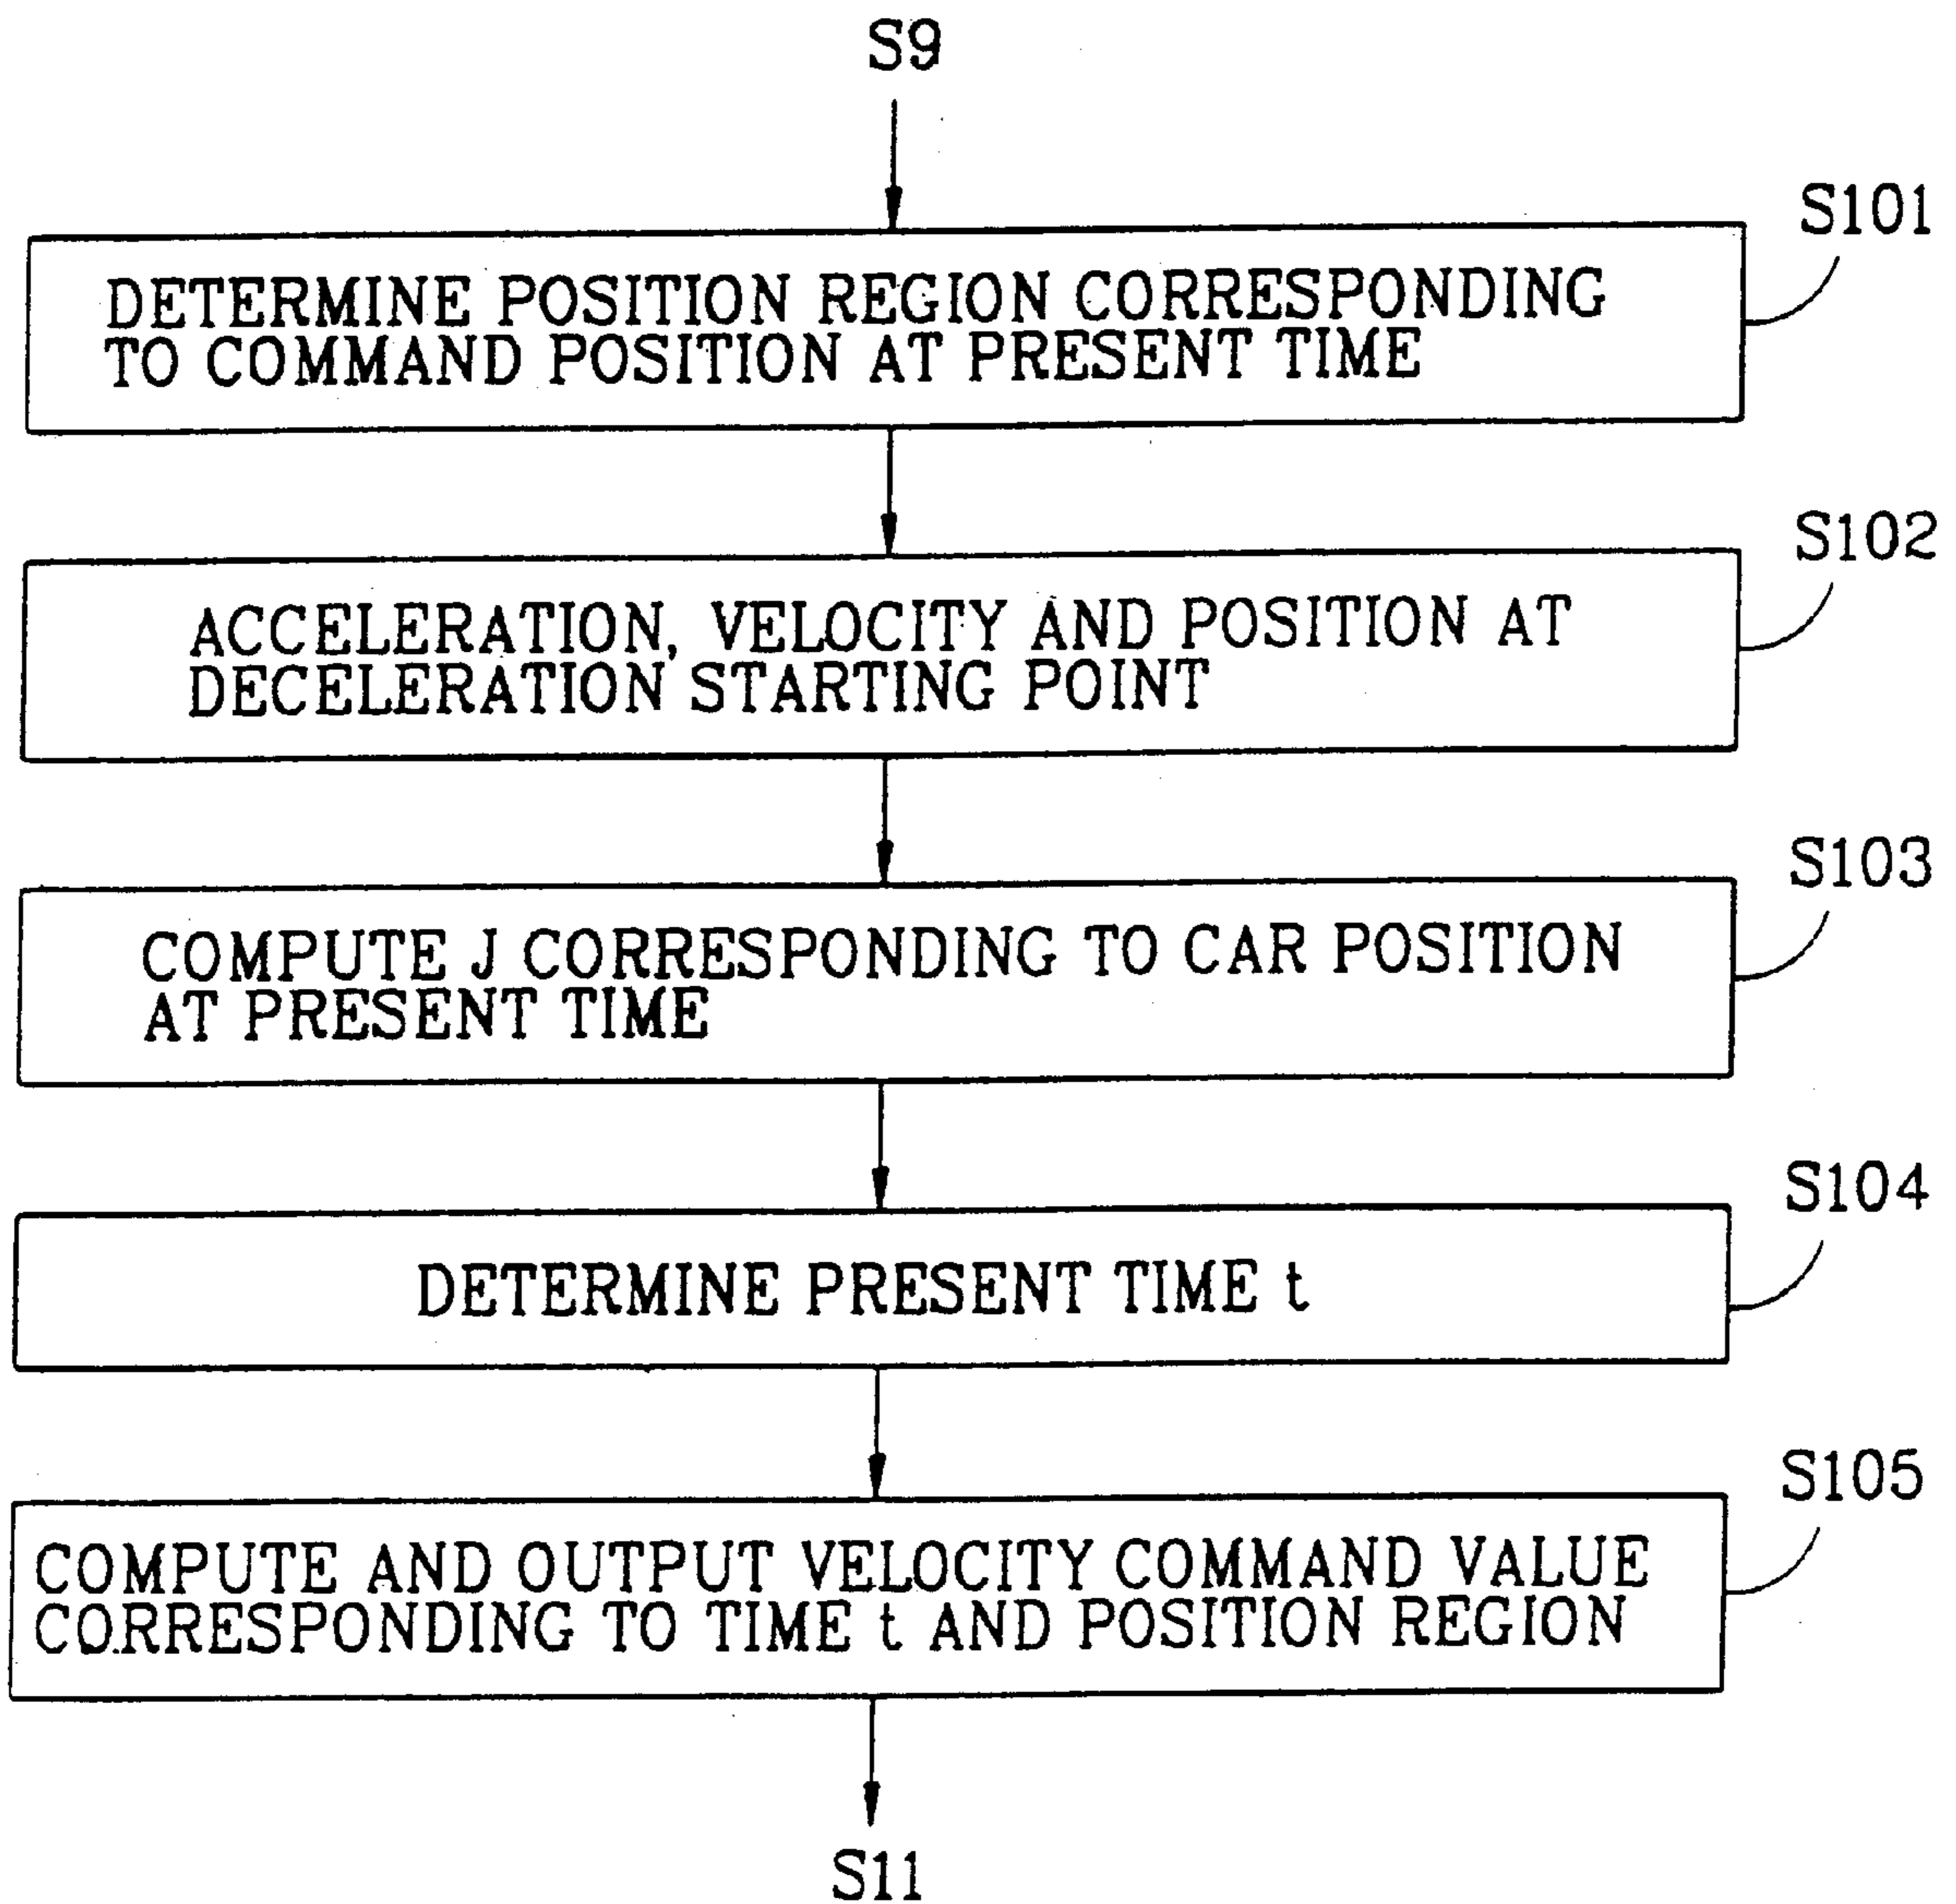 S9
S101
DETERMINE POSITION REGION CORRESPONDING
TO COMMAND POSITION AT PRESENT TIME
S102
ACCELERATION, VELOCITY AND POSITION AT
DECELERATION STARTING POINT
S103
COMPUTE J CORRESPONDING TO CAR POSITION
AT PRESENT TIME
S104
DETERMINE PRESENT TIME t
S105
COMPUTE AND OUTPUT VELOCITY COMMAND VALUE
CORRESPONDING TO TIME t AND POSITION REGION
S11